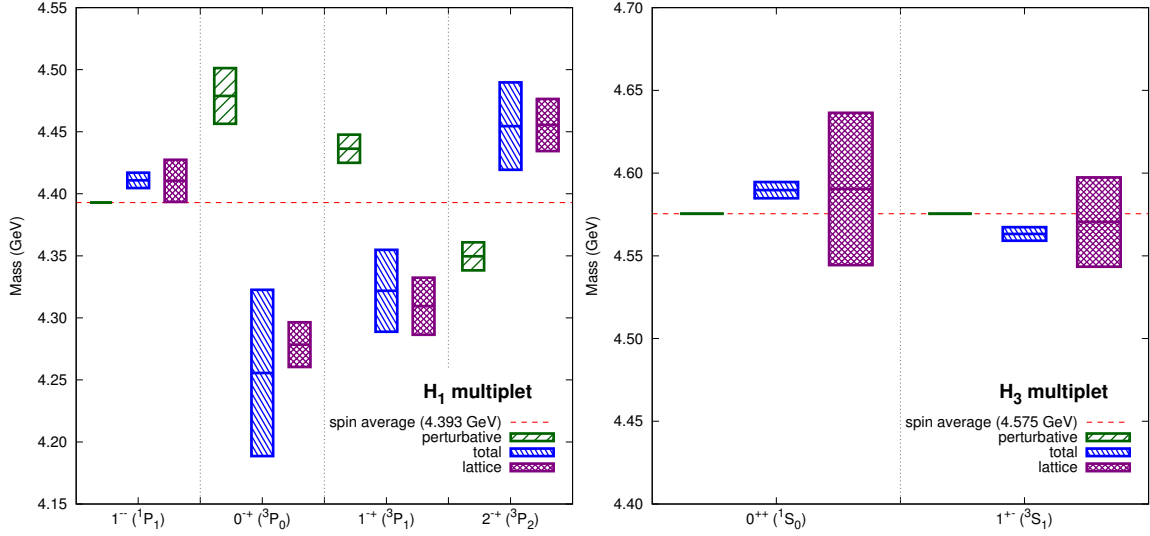 4.55
4.50
4.45
4.40
4.35
4.30
4.25
4.20
4.15
Mass (GeV)
H₁ multiplet
spin average (4.393 GeV)
perturbative
total
lattice
1⁻⁻ (¹P₁)
0⁻⁺ (³P₀)
1⁻⁺ (³P₁)
2⁻⁺ (³P₂)
4.70
4.65
4.60
4.55
4.50
4.45
4.40
Mass (GeV)
H₃ multiplet
spin average (4.575 GeV)
perturbative
total
lattice
0⁺⁺ (¹S₀)
1⁺⁻ (³S₁)